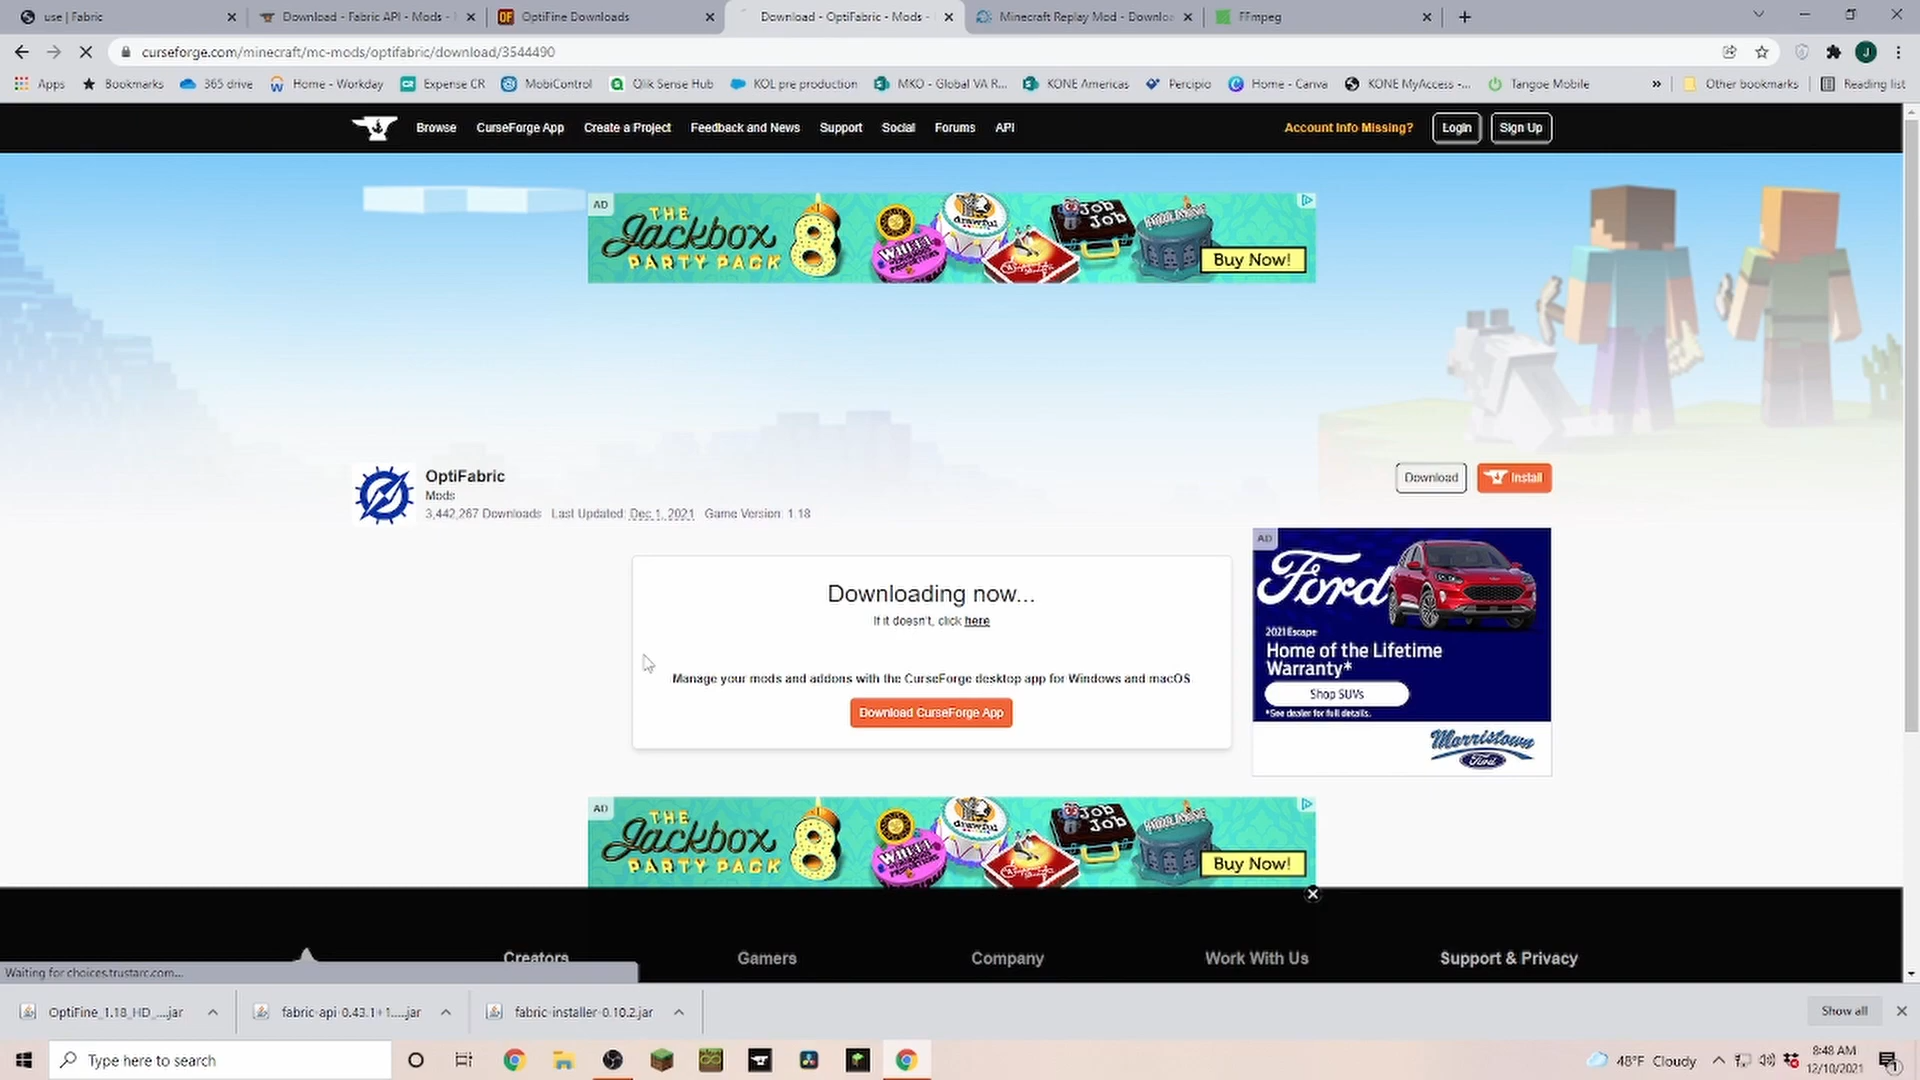 use | Fabric
Download - Fabric API - Mods -
OptiFine Downloads
Download - OptiFabric - Mods -
Minecraft Replay Mod - Downloa
FFmpeg
curseforge.com/minecraft/mc-mods/optifabric/download/3544490
J
Apps
Bookmarks
365 drive
Home - Workday
Expense CR
MobiControl
Qlik Sense Hub
KOL pre production
MKO - Global VA R...
KONE Americas
Percipio
Home - Canva
KONE MyAccess -...
Tangoe Mobile
»
Other bookmarks
Reading list
Browse
CurseForge App
Create a Project
Feedback and News
Support
Social
Forums
API
Account Info Missing?
Login
Sign Up
AD
THE
Jackbox
PARTY PACK
8
WHEEL
drawful
Job Job
Buy Now!
OptiFabric
Mods
3,442,267 Downloads Last Updated: Dec 1, 2021 Game Version: 1.18
Download
Install
Downloading now...
If it doesn't, click here
Manage your mods and addons with the CurseForge desktop app for Windows and macOS
Download CurseForge App
AD
Ford
2021 Escape
Home of the Lifetime
Warranty*
Shop SUVs
*See dealer for full details.
Morristown
Ford
AD
THE
Jackbox
PARTY PACK
8
WHEEL
drawful
Job Job
Buy Now!
Creators
Gamers
Company
Work With Us
Support & Privacy
Waiting for choices.trustarc.com...
OptiFine_1.18_HD_....jar
fabric-api-0.43.1+1.....jar
fabric-installer-0.10.2.jar
Show all
Type here to search
48°F Cloudy
8:48 AM
12/10/2021
1